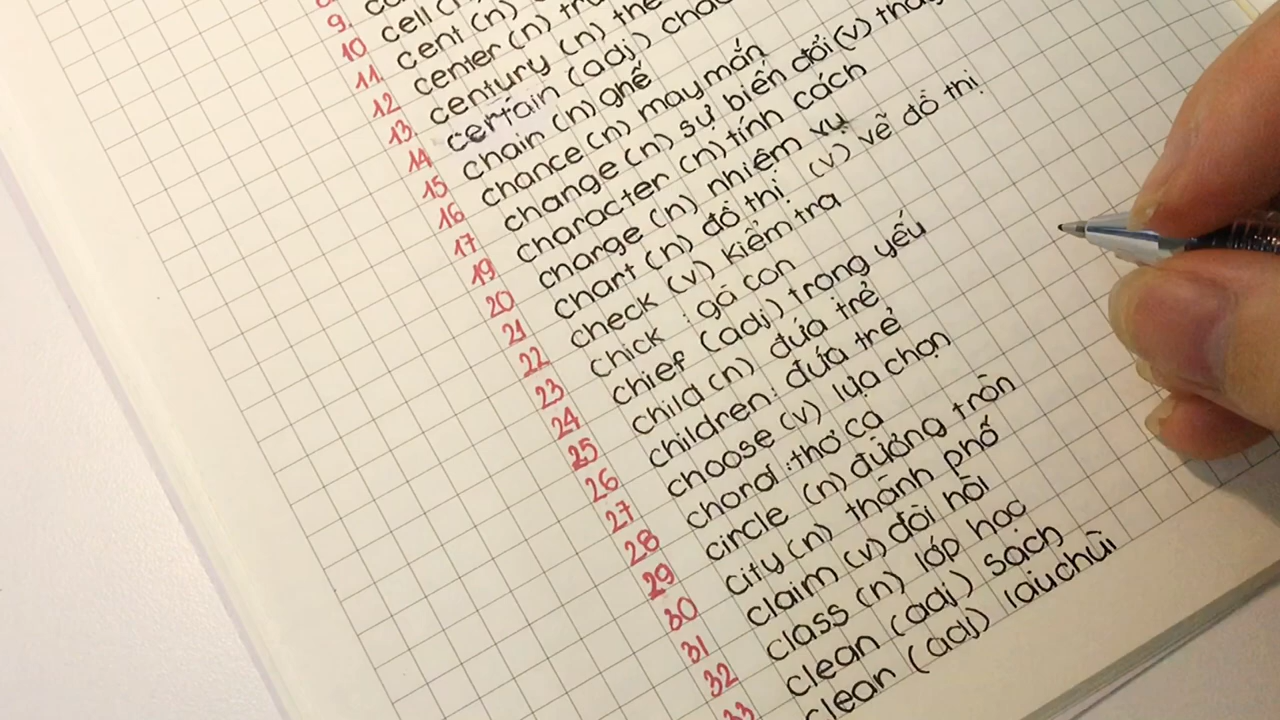 9.
10 cell
11. cent (n)
12 center (n)
13. century (n) the
14. certain (adj)
15 chain (n) ghế
16 chance (n) may mắn
17 change (n) sự biến đổi (v) thay
19 character (n) tính cách
20 charge (n) nhiệm vụ
21 chart (n) đồ thị (v) vẽ đồ thị
22 check (v) kiểm tra
23 chick : gà con
24 chief (adj) trọng yếu
25 child (n) đứa trẻ
26 children: đứa trẻ
27 choose (v) lựa chọn
28 choral : thơ ca
29 circle (n) đường tròn
30 city (n) thành phố
31 claim (v) đòi hỏi
32 class (n) lớp học
33 clean (adj) sạch
clean (adj) lau chùi